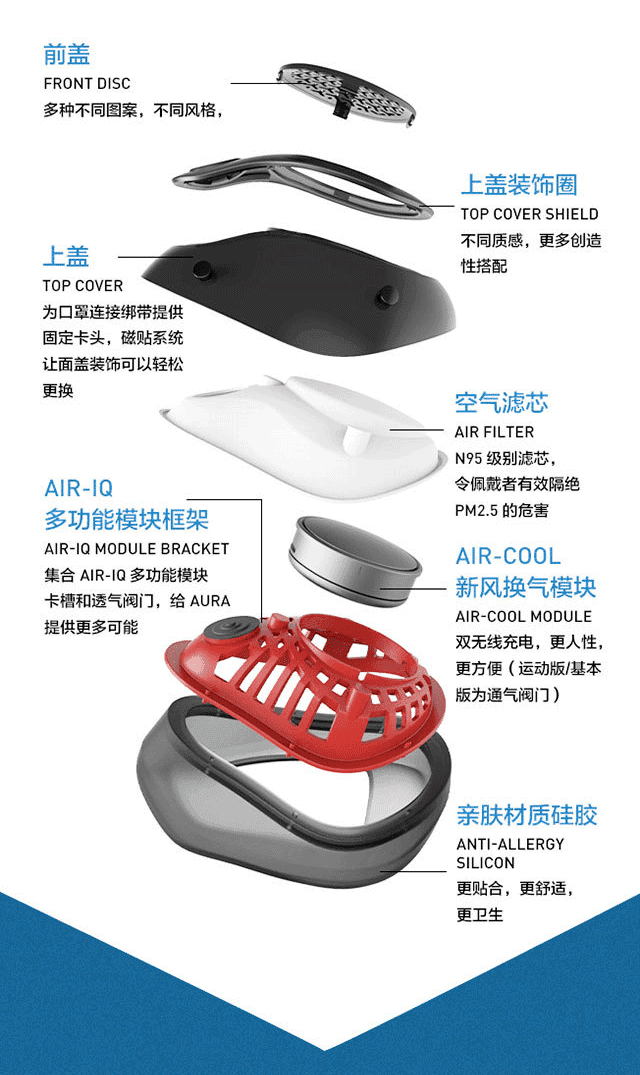 前盖
FRONT DISC
多种不同图案，不同风格，
上盖装饰圈
TOP COVER SHIELD
不同质感，更多创造
性搭配
上盖
TOP COVER
为口罩连接绑带提供
固定卡头，磁贴系统
让面盖装饰可以轻松
更换
空气滤芯
AIR FILTER
N95 级别滤芯，
令佩戴者有效隔绝
PM2.5 的危害
AIR-IQ
多功能模块框架
AIR-IQ MODULE BRACKET
集合 AIR-IQ 多功能模块
卡槽和透气阀门，给 AURA
提供更多可能
AIR-COOL
新风换气模块
AIR-COOL MODULE
双无线充电，更人性，
更方便（运动版/基本
版为通气阀门）
亲肤材质硅胶
ANTI-ALLERGY
SILICON
更贴合，更舒适，
更卫生